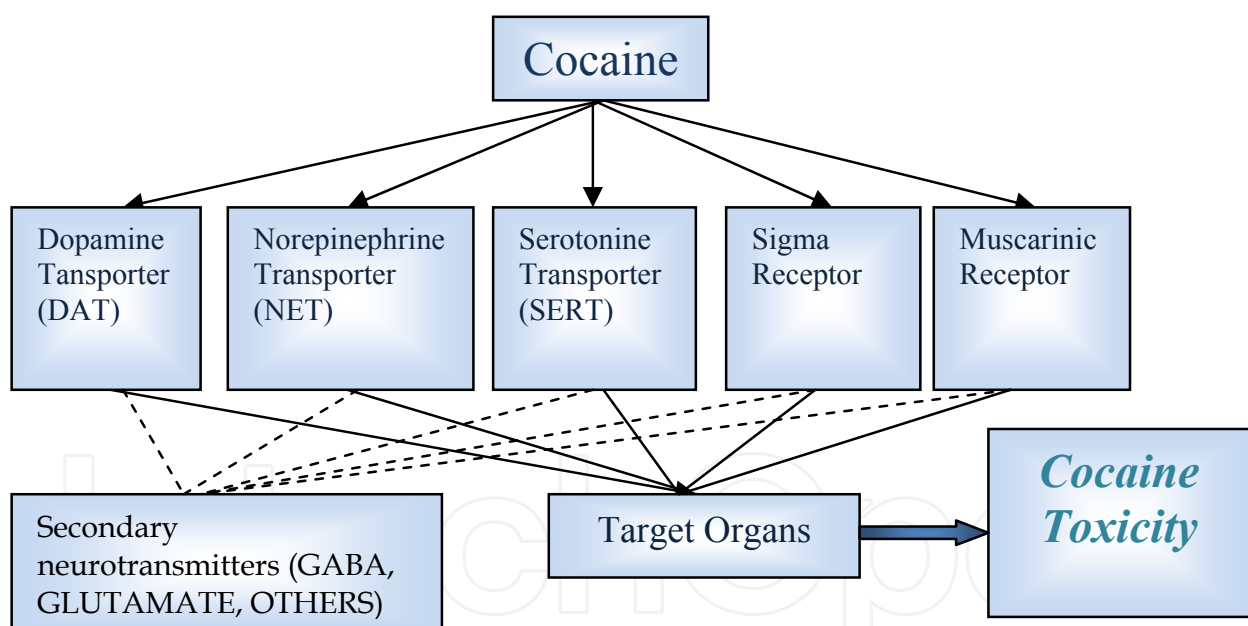 Cocaine
Dopamine
Tansporter
(DAT)
Norepinephrine
Transporter
(NET)
Serotonine
Transporter
(SERT)
Sigma
Receptor
Muscarinic
Receptor
Secondary
neurotransmitters (GABA,
GLUTAMATE, OTHERS)
Target Organs
Cocaine
Toxicity